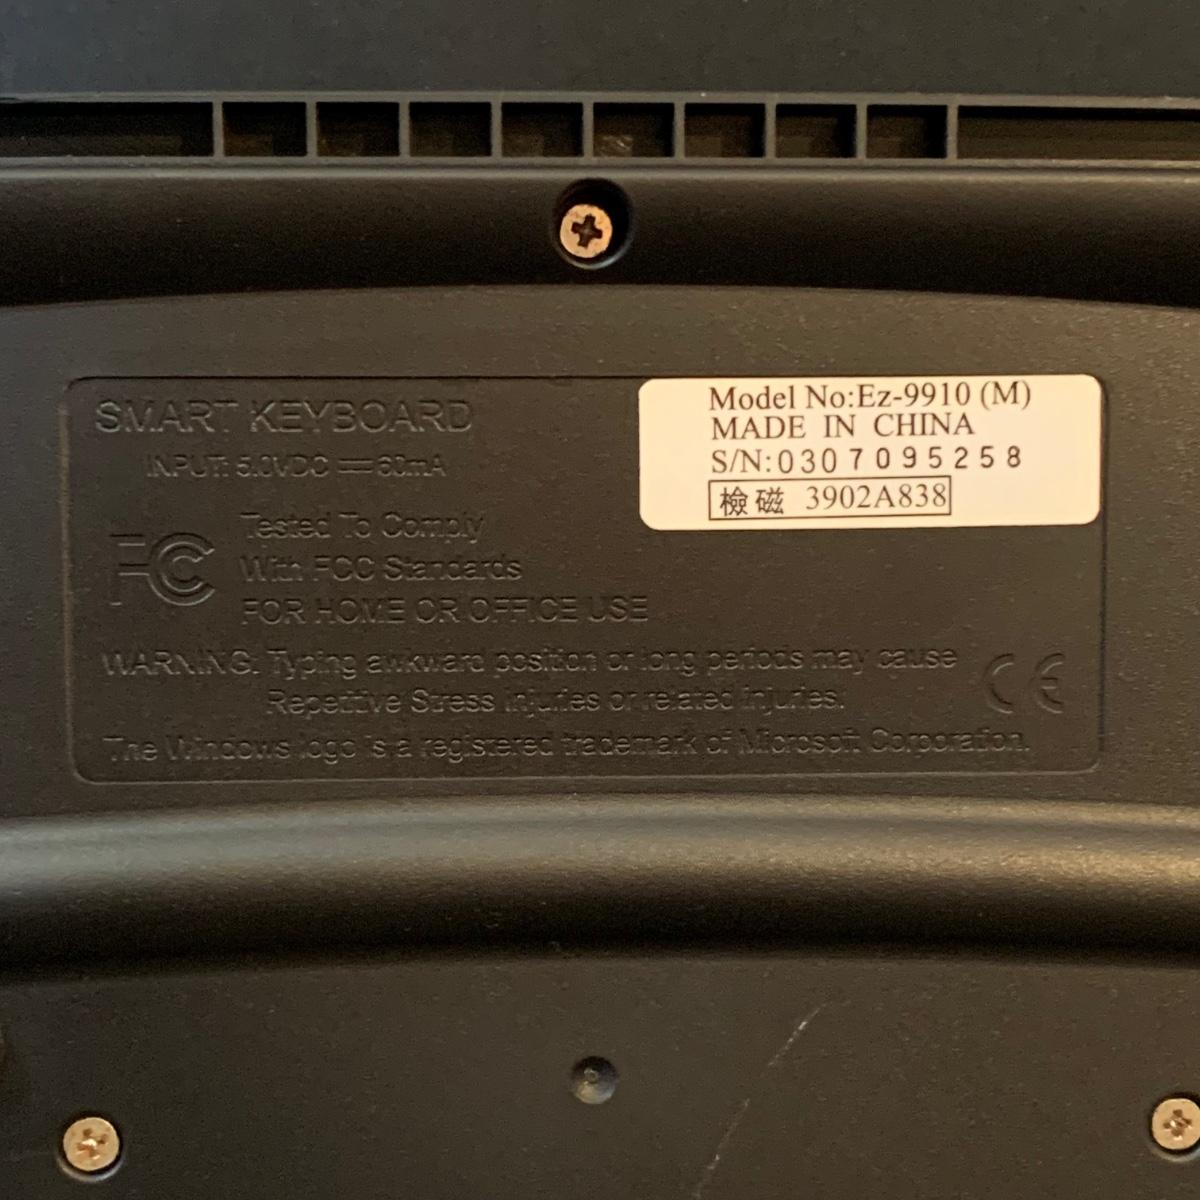 SMART KEYBOARD
INPUT: 5.0VDC ⎓60mA
FC
Tested To Comply
With FCC Standards
FOR HOME OR OFFICE USE
WARNING: Typing awkward position or long periods may cause
Repetitive Stress Injuries or related injuries.
CE
The Windows logo is a registered trademark of Microsoft Corporation.
Model No:Ez-9910 (M)
MADE IN CHINA
S/N:0307095258
檢磁 3902A838